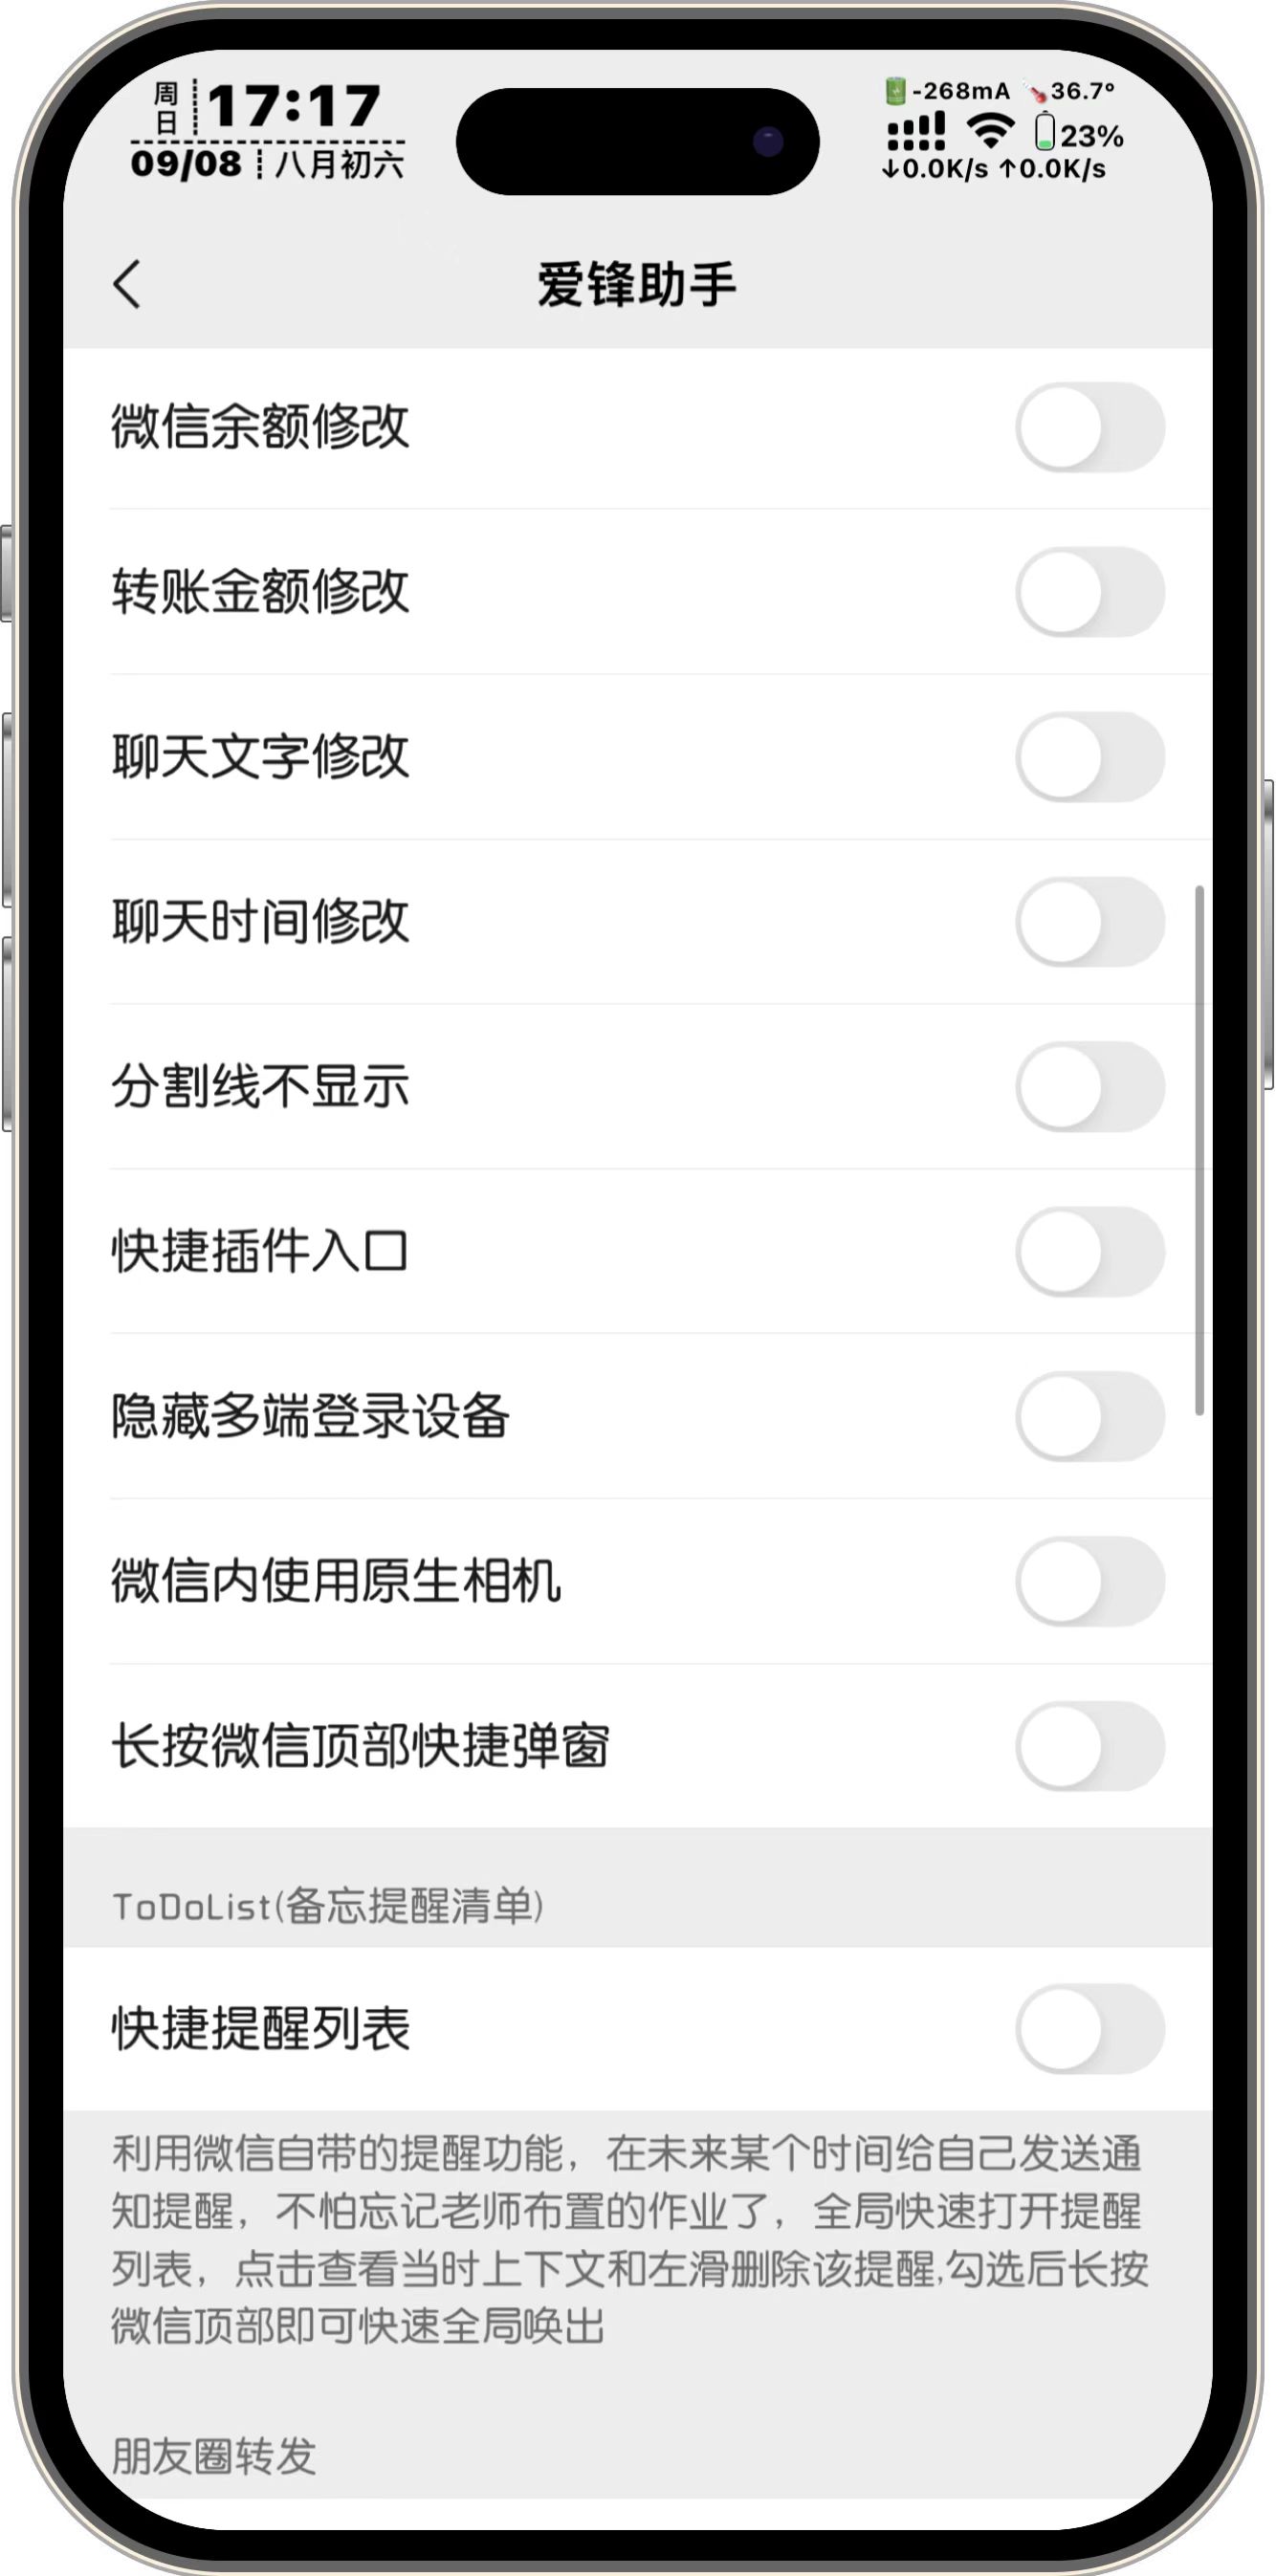 周日 17:17
09/08 八月初六
-268mA 36.7°
23%
↓0.0K/s ↑0.0K/s
爱锋助手
微信余额修改
转账金额修改
聊天文字修改
聊天时间修改
分割线不显示
快捷插件入口
隐藏多端登录设备
微信内使用原生相机
长按微信顶部快捷弹窗
ToDoList(备忘提醒清单)
快捷提醒列表
利用微信自带的提醒功能，在未来某个时间给自己发送通
知提醒，不怕忘记老师布置的作业了，全局快速打开提醒
列表，点击查看当时上下文和左滑删除该提醒,勾选后长按
微信顶部即可快速全局唤出
朋友圈转发